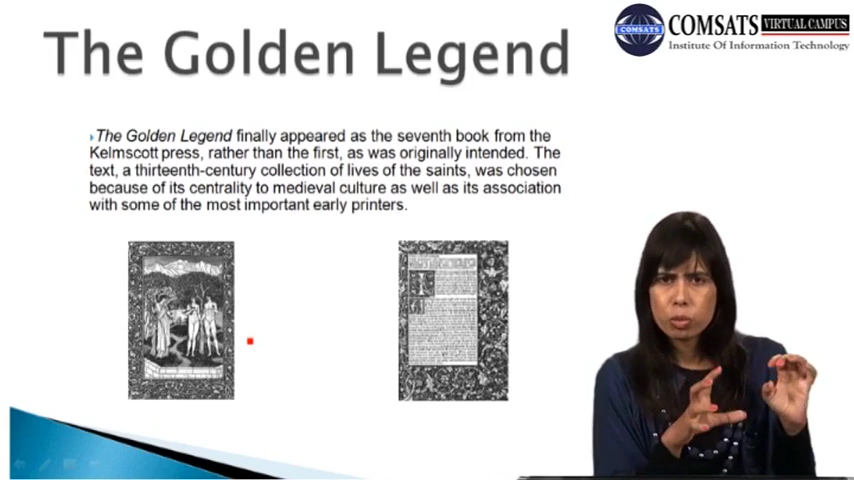 The Golden Legend
COMSATS
COMSATS VIRTUAL CAMPUS
Institute Of Information Technology
The Golden Legend finally appeared as the seventh book from the
Kelmscott press, rather than the first, as was originally intended. The
text, a thirteenth-century collection of lives of the saints, was chosen
because of its centrality to medieval culture as well as its association
with some of the most important early printers.